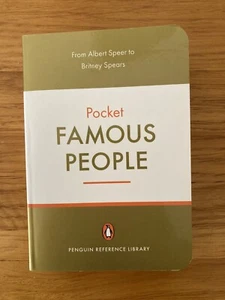 From Albert Speer to
Britney Spears
Pocket
FAMOUS
PEOPLE
PENGUIN REFERENCE LIBRARY